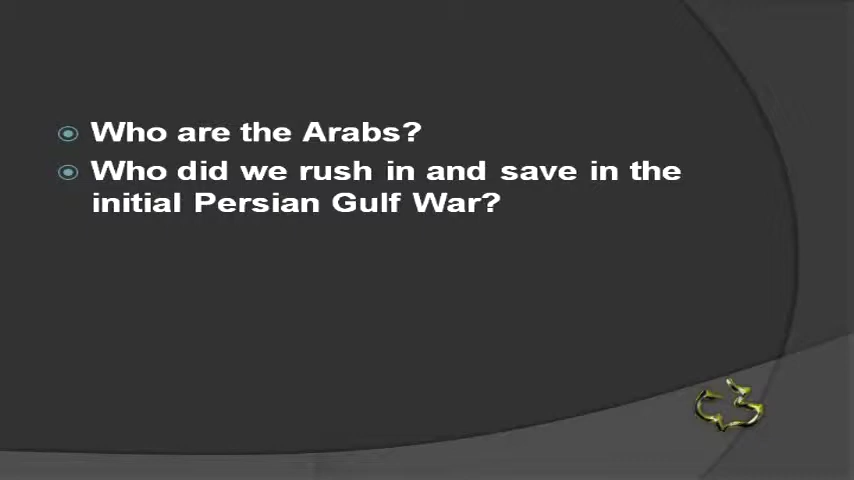 Who are the Arabs?
Who did we rush in and save in the
initial Persian Gulf War?